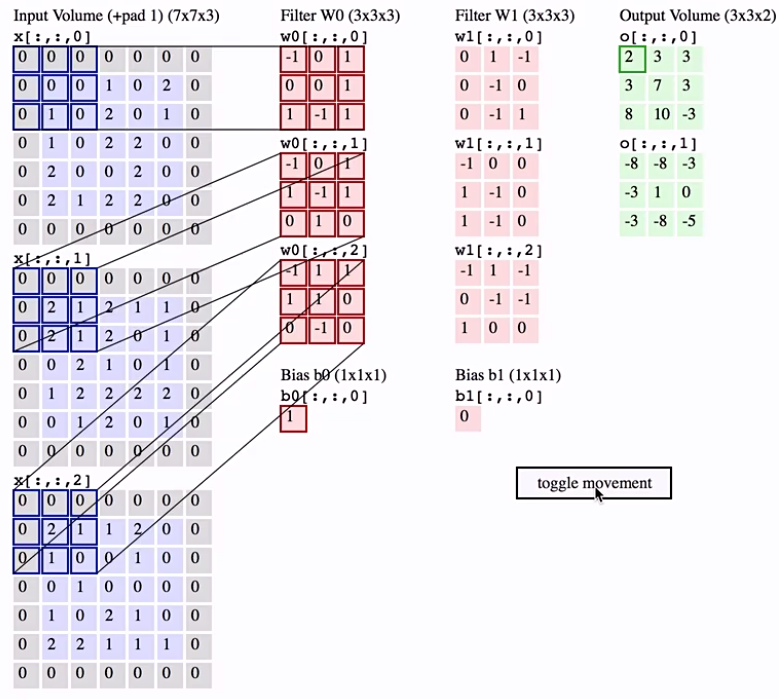 Input Volume (+pad 1) (7x7x3)
x[:,:,0]
0 0 0 0 0 0 0
0 0 0 1 0 2 0
0 1 0 2 0 1 0
0 1 0 2 2 0 0
0 2 0 0 2 0 0
0 2 1 2 2 0 0
0 0 0 0 0 0 0
x[:,:,1]
0 0 0 0 0 0 0
0 2 1 2 1 1 0
0 2 1 2 0 1 0
0 0 2 1 0 1 0
0 1 2 2 2 2 0
0 0 1 2 0 1 0
0 0 0 0 0 0 0
x[:,:,2]
0 0 0 0 0 0 0
0 2 1 1 2 0 0
0 1 0 0 1 0 0
0 0 1 0 0 0 0
0 1 0 2 1 0 0
0 2 2 1 1 1 0
0 0 0 0 0 0 0
Filter W0 (3x3x3)
w0[:,:,0]
-1 0 1
0 0 1
1 -1 1
w0[:,:,1]
-1 0 1
1 -1 1
0 1 0
w0[:,:,2]
-1 1 1
1 1 0
0 -1 0
Bias b0 (1x1x1)
b0[:,:,0]
1
Filter W1 (3x3x3)
w1[:,:,0]
0 1 -1
0 -1 0
0 -1 1
w1[:,:,1]
-1 0 0
1 -1 0
1 -1 0
w1[:,:,2]
-1 1 -1
0 -1 -1
1 0 0
Bias b1 (1x1x1)
b1[:,:,0]
0
Output Volume (3x3x2)
o[:,:,0]
2 3 3
3 7 3
8 10 -3
o[:,:,1]
-8 -8 -3
-3 1 0
-3 -8 -5
toggle movement